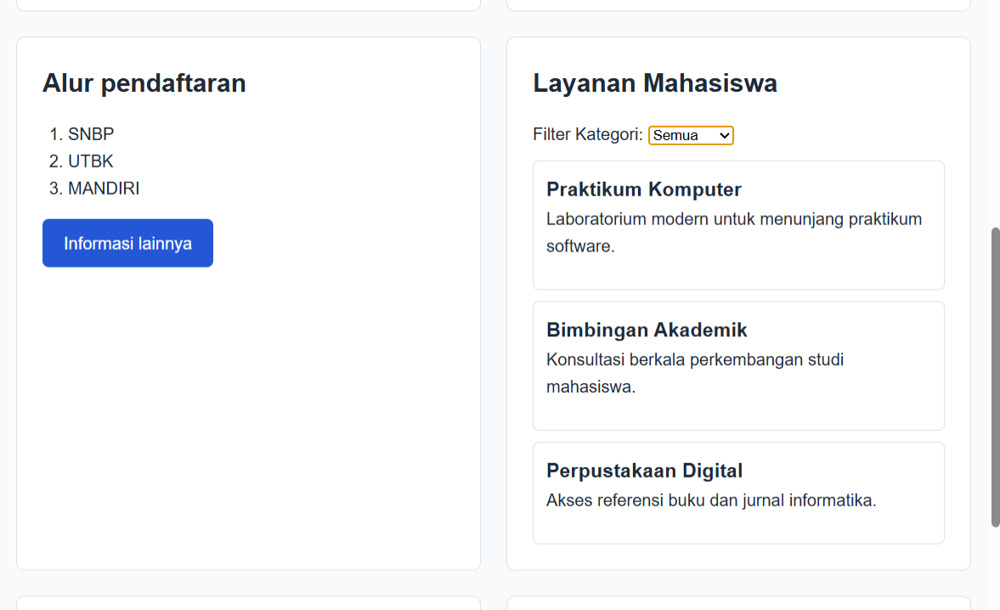 Alur pendaftaran
1. SNBP
2. UTBK
3. MANDIRI
Informasi lainnya
Layanan Mahasiswa
Filter Kategori: Semua
Praktikum Komputer
Laboratorium modern untuk menunjang praktikum
software.
Bimbingan Akademik
Konsultasi berkala perkembangan studi
mahasiswa.
Perpustakaan Digital
Akses referensi buku dan jurnal informatika.